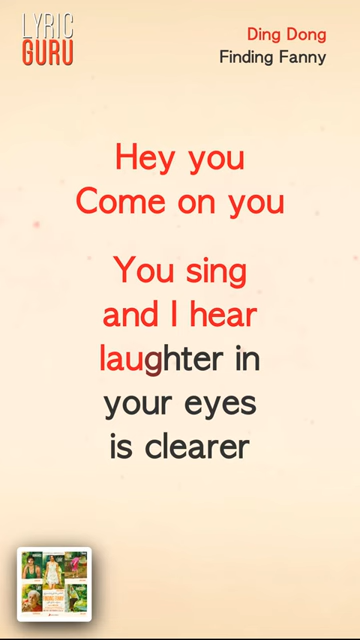 LYRIC
GURU
Ding Dong
Finding Fanny
Hey you
Come on you
You sing
and I hear
laughter in
your eyes
is clearer